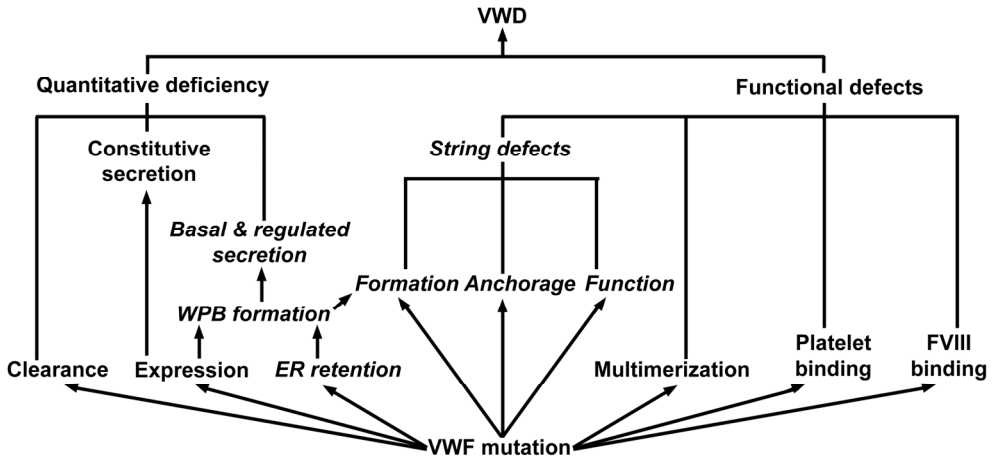 VWD
Quantitative deficiency
Functional defects
Constitutive
secretion
String defects
Basal & regulated
secretion
Formation
Anchorage
Function
WPB formation
Clearance
Expression
ER retention
Multimerization
Platelet
binding
FVIII
binding
VWF mutation